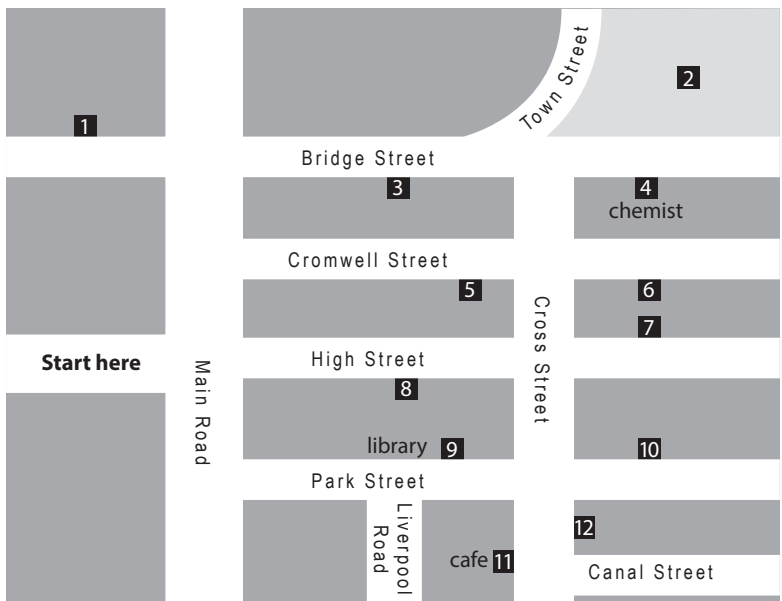 Town Street
2
1
Bridge Street
3
4
chemist
Cromwell Street
5
6
7
Cross Street
Start here
High Street
Main Road
8
library 9
10
Park Street
Liverpool
Road
12
cafe 11
Canal Street